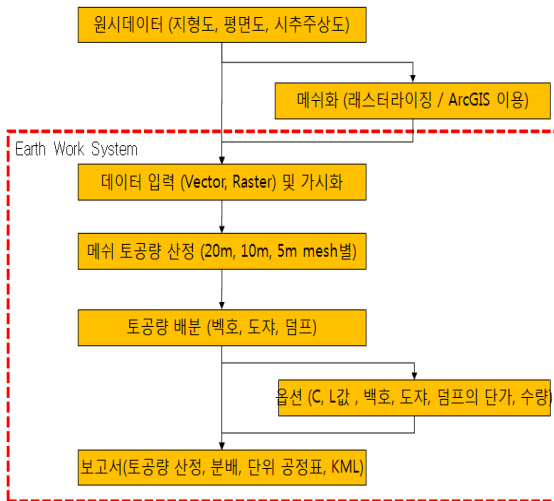 원시데이터 (지형도, 평면도, 시추주상도)
메쉬화 (래스터라이징 / ArcGIS 이용)
Earth Work System
데이터 입력 (Vector, Raster) 및 가시화
메쉬 토공량 산정 (20m, 10m, 5m mesh별)
토공량 배분 (벡호, 도쟈, 덤프)
옵션 (C, L값 , 백호, 도쟈, 덤프의 단가, 수량)
보고서(토공량 산정, 분배, 단위 공정표, KML)